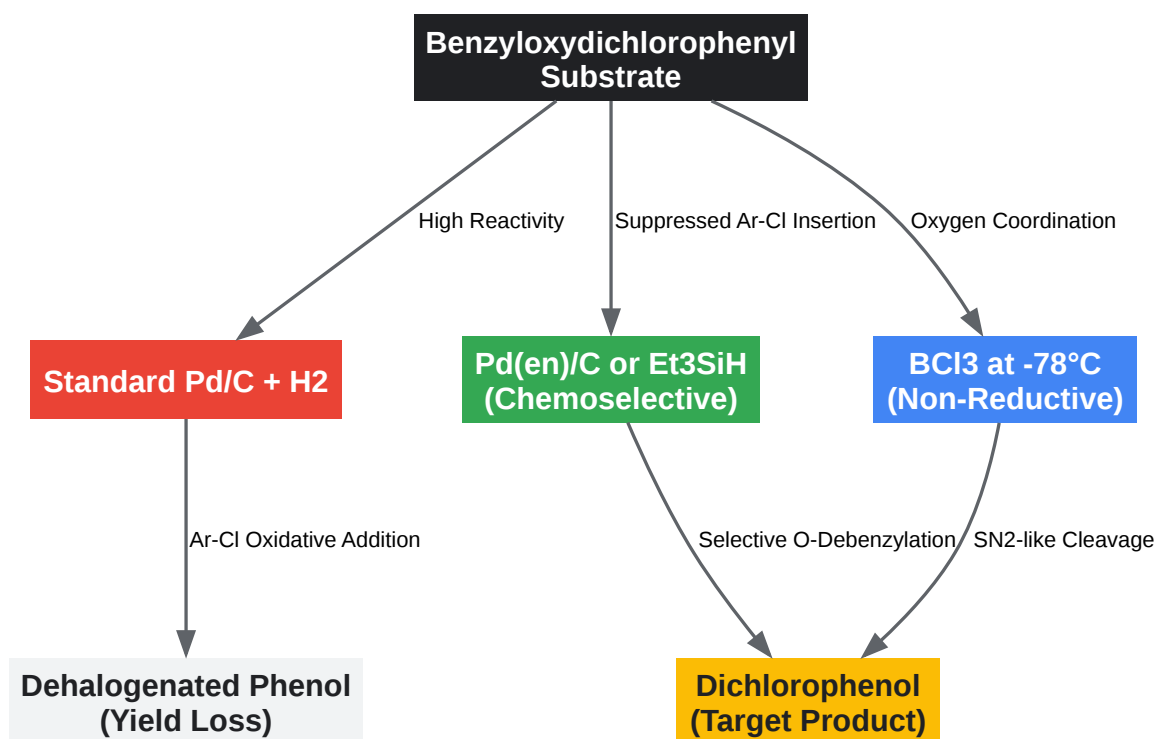 Benzyloxydichlorophenyl
Substrate
High Reactivity
Suppressed Ar-Cl Insertion
Oxygen Coordination
Standard Pd/C + H2
Pd(en)/C or Et3SiH
(Chemoselective)
BCl3 at -78°C
(Non-Reductive)
Ar-Cl Oxidative Addition
Selective O-Debenzylation
SN2-like Cleavage
Dehalogenated Phenol
(Yield Loss)
Dichlorophenol
(Target Product)